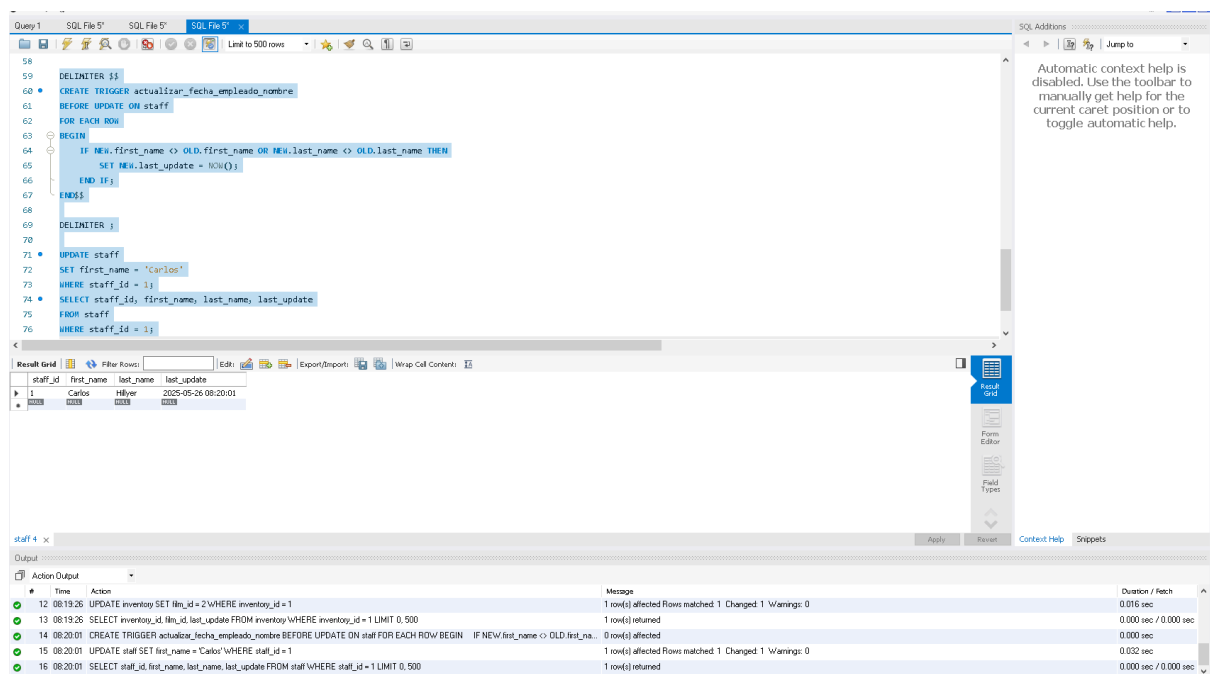 Query 1 SQL File 5* SQL File 5* SQL File 5* ×
Limit to 500 rows
58
59 DELIMITER $$
60 CREATE TRIGGER actualizar_fecha_empleado_nombre
61 BEFORE UPDATE ON staff
62 FOR EACH ROW
63 BEGIN
64 IF NEW.first_name <> OLD.first_name OR NEW.last_name <> OLD.last_name THEN
65 SET NEW.last_update = NOW();
66 END IF;
67 END$$
68
69 DELIMITER ;
70
71 UPDATE staff
72 SET first_name = 'Carlos'
73 WHERE staff_id = 1;
74 SELECT staff_id, first_name, last_name, last_update
75 FROM staff
76 WHERE staff_id = 1;
SQL Additions
Jump to
Automatic context help is
disabled. Use the toolbar to
manually get help for the
current caret position or to
toggle automatic help.
Result Grid Filter Rows: Edit: Export/Import: Wrap Cell Content:
staff_id first_name last_name last_update
1 Carlos Hillyer 2025-05-26 08:20:01
NULL NULL NULL NULL
Result
Grid
Form
Editor
Field
Types
staff 4 × Apply Revert
Context Help Snippets
Output
Action Output
# Time Action Message Duration / Fetch
12 08:19:26 UPDATE inventory SET film_id = 2 WHERE inventory_id = 1 1 row(s) affected Rows matched: 1 Changed: 1 Warnings: 0 0.016 sec
13 08:19:26 SELECT inventory_id, film_id, last_update FROM inventory WHERE inventory_id = 1 LIMIT 0, 500 1 row(s) returned 0.000 sec / 0.000 sec
14 08:20:01 CREATE TRIGGER actualizar_fecha_empleado_nombre BEFORE UPDATE ON staff FOR EACH ROW BEGIN IF NEW.first_name <> OLD.first_na... 0 row(s) affected 0.000 sec
15 08:20:01 UPDATE staff SET first_name = 'Carlos' WHERE staff_id = 1 1 row(s) affected Rows matched: 1 Changed: 1 Warnings: 0 0.032 sec
16 08:20:01 SELECT staff_id, first_name, last_name, last_update FROM staff WHERE staff_id = 1 LIMIT 0, 500 1 row(s) returned 0.000 sec / 0.000 sec